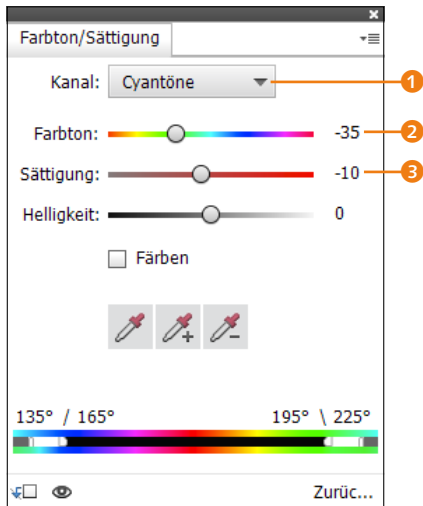 Farbton/Sättigung
Kanal: Cyantöne 1
Farbton: -35 2
Sättigung: -10 3
Helligkeit: 0
Färben
135° / 165° 195° \ 225°
Zurüc...